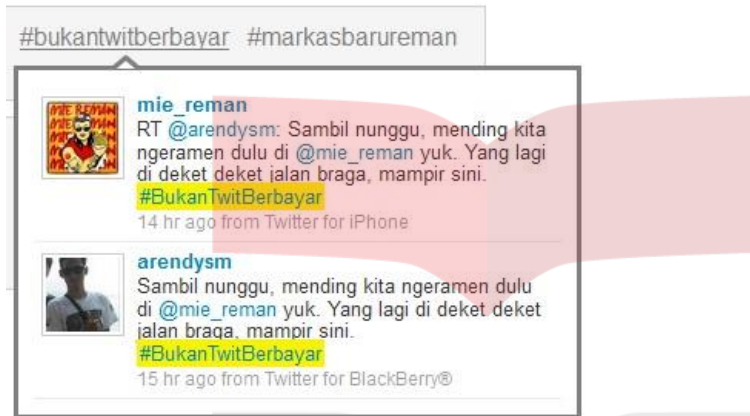 #bukantwitberbayar #markasbarureman
MIE REMAN
mie_reman
RT @arendysm: Sambil nunggu, mending kita
ngeramen dulu di @mie_reman yuk. Yang lagi
di deket deket jalan braga, mampir sini.
#BukanTwitBerbayar
14 hr ago from Twitter for iPhone
arendysm
Sambil nunggu, mending kita ngeramen dulu
di @mie_reman yuk. Yang lagi di deket deket
jalan braga, mampir sini.
#BukanTwitBerbayar
15 hr ago from Twitter for BlackBerry®